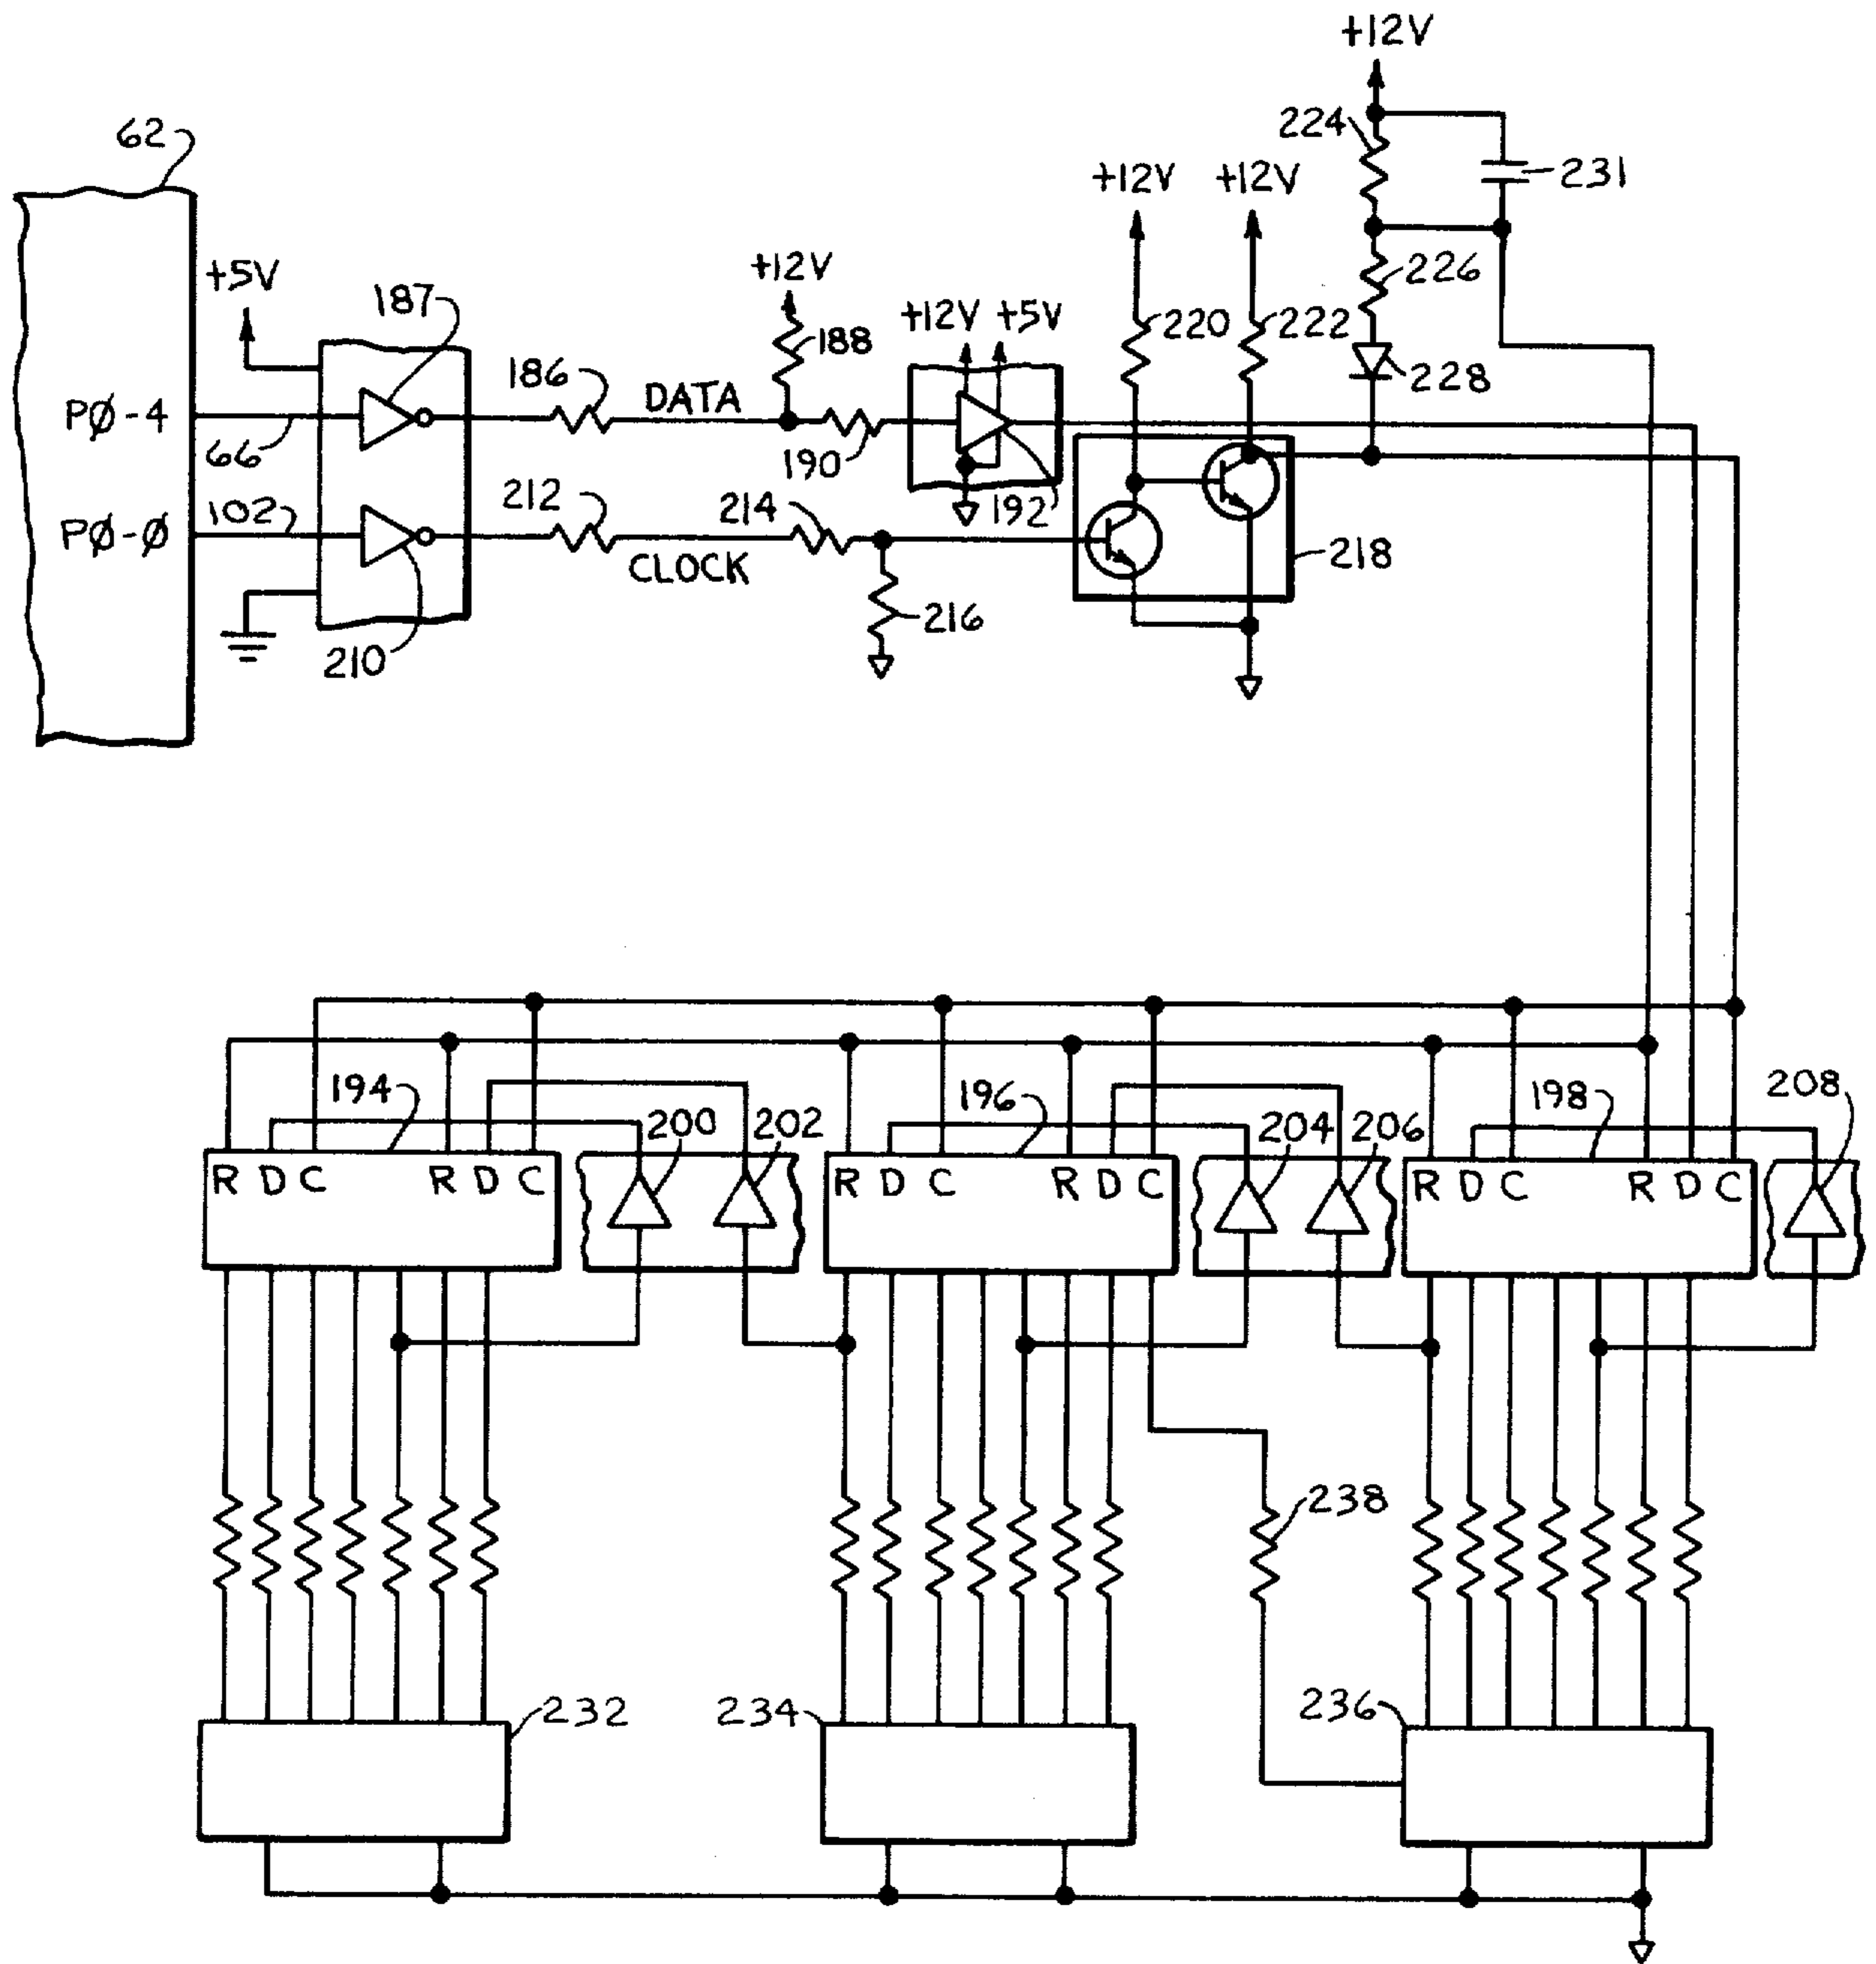 +12V
62
224
231
+12V +12V
+5V
187
+12V
226
+12V +5V
220
222
188
186
DATA
228
PØ-4
66
190
212
214
192
102
PØ-Ø
CLOCK
218
216
210
194
200
202
196
204
206
198
208
R D C R D C
R D C R D C
R D C R D C
238
232
234
236